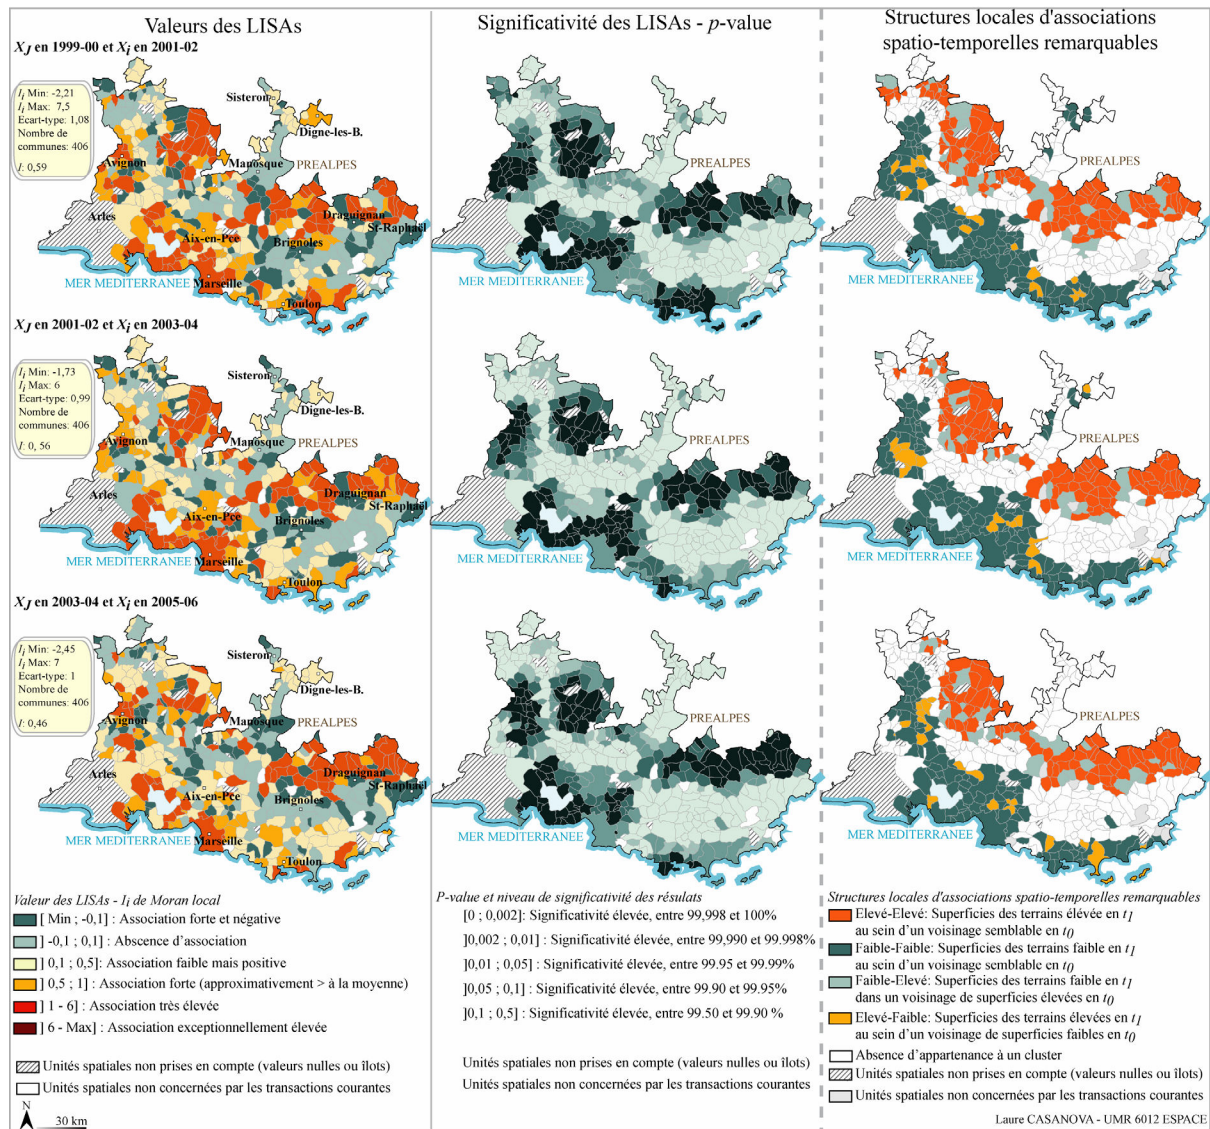 Valeurs des LISAs
Significativité des LISAs - p-value
Structures locales d'associations
spatio-temporelles remarquables
XJ en 1999-00 et Xi en 2001-02
Ii Min: -2,21
Ii Max: 7,5
Ecart-type: 1,08
Nombre de
communes: 406
I: 0,59
Sisteron
Digne-les-B.
Avignon
Manosque
PREALPES
Arles
Draguignan
St-Raphaël
Aix-en-Pce
Brignoles
MER MEDITERRANEE
Marseille
Toulon
PREALPES
MER MEDITERRANEE
PREALPES
MER MEDITERRANEE
XJ en 2001-02 et Xi en 2003-04
Ii Min: -1,73
Ii Max: 6
Ecart-type: 0,99
Nombre de
communes: 406
I: 0, 56
Sisteron
Digne-les-B.
Avignon
Manosque
PREALPES
Arles
Draguignan
St-Raphaël
Aix-en-Pce
Brignoles
MER MEDITERRANEE
Marseille
Toulon
PREALPES
MER MEDITERRANEE
PREALPES
MER MEDITERRANEE
XJ en 2003-04 et Xi en 2005-06
Ii Min: -2,45
Ii Max: 7
Ecart-type: 1
Nombre de
communes: 406
I: 0,46
Sisteron
Digne-les-B.
Avignon
Manosque
PREALPES
Arles
Draguignan
St-Raphaël
Aix-en-Pce
Brignoles
MER MEDITERRANEE
Marseille
Toulon
PREALPES
MER MEDITERRANEE
PREALPES
MER MEDITERRANEE
Valeur des LISAs - Ii de Moran local
[ Min ; -0,1] : Association forte et négative
] -0,1 ; 0,1] : Absence d'association
] 0,1 ; 0,5]: Association faible mais positive
] 0,5 ; 1] : Association forte (approximativement > à la moyenne)
] 1 - 6] : Association très élevée
] 6 - Max] : Association exceptionnellement élevée
Unités spatiales non prises en compte (valeurs nulles ou îlots)
Unités spatiales non concernées par les transactions courantes
N
30 km
P-value et niveau de significativité des résulats
[0 ; 0,002]: Significativité élevée, entre 99,998 et 100%
]0,002 ; 0,01] : Significativité élevée, entre 99,990 et 99.998%
]0,01 ; 0,05] : Significativité élevée, entre 99.95 et 99.99%
]0,05 ; 0,1] : Significativité élevée, entre 99.90 et 99.95%
]0,1 ; 0,5] : Significativité élevée, entre 99.50 et 99.90 %
Unités spatiales non prises en compte (valeurs nulles ou îlots)
Unités spatiales non concernées par les transactions courantes
Structures locales d'associations spatio-temporelles remarquables
Elevé-Elevé: Superficies des terrains élevée en t1
au sein d'un voisinage semblable en t0
Faible-Faible: Superficies des terrains faible en t1
au sein d'un voisinage semblable en t0
Faible-Elevé: Superficies des terrains faible en t1
dans un voisinage de superficies élevées en t0
Elevé-Faible: Superficies des terrains élevées en t1
au sein d'un voisinage de superficies faibles en t0
Absence d'appartenance à un cluster
Unités spatiales non prises en compte (valeurs nulles ou îlots)
Unités spatiales non concernées par les transactions courantes
Laure CASANOVA - UMR 6012 ESPACE